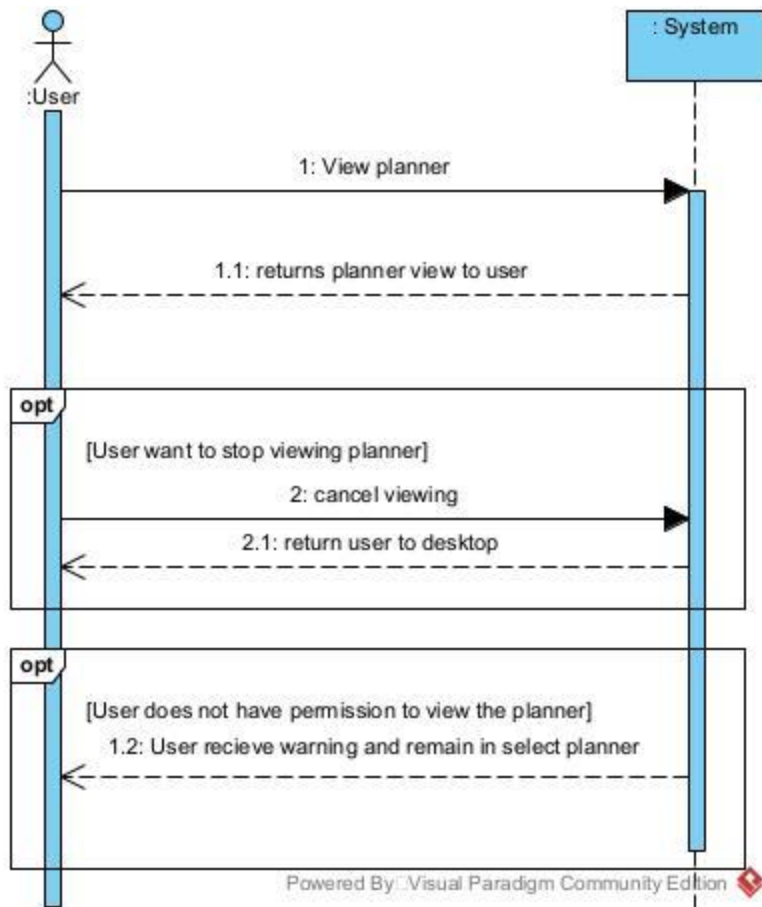 : System
:User
1: View planner
1.1: returns planner view to user
opt
[User want to stop viewing planner]
2: cancel viewing
2.1: return user to desktop
opt
[User does not have permission to view the planner]
1.2: User recieve warning and remain in select planner
Powered By Visual Paradigm Community Edition